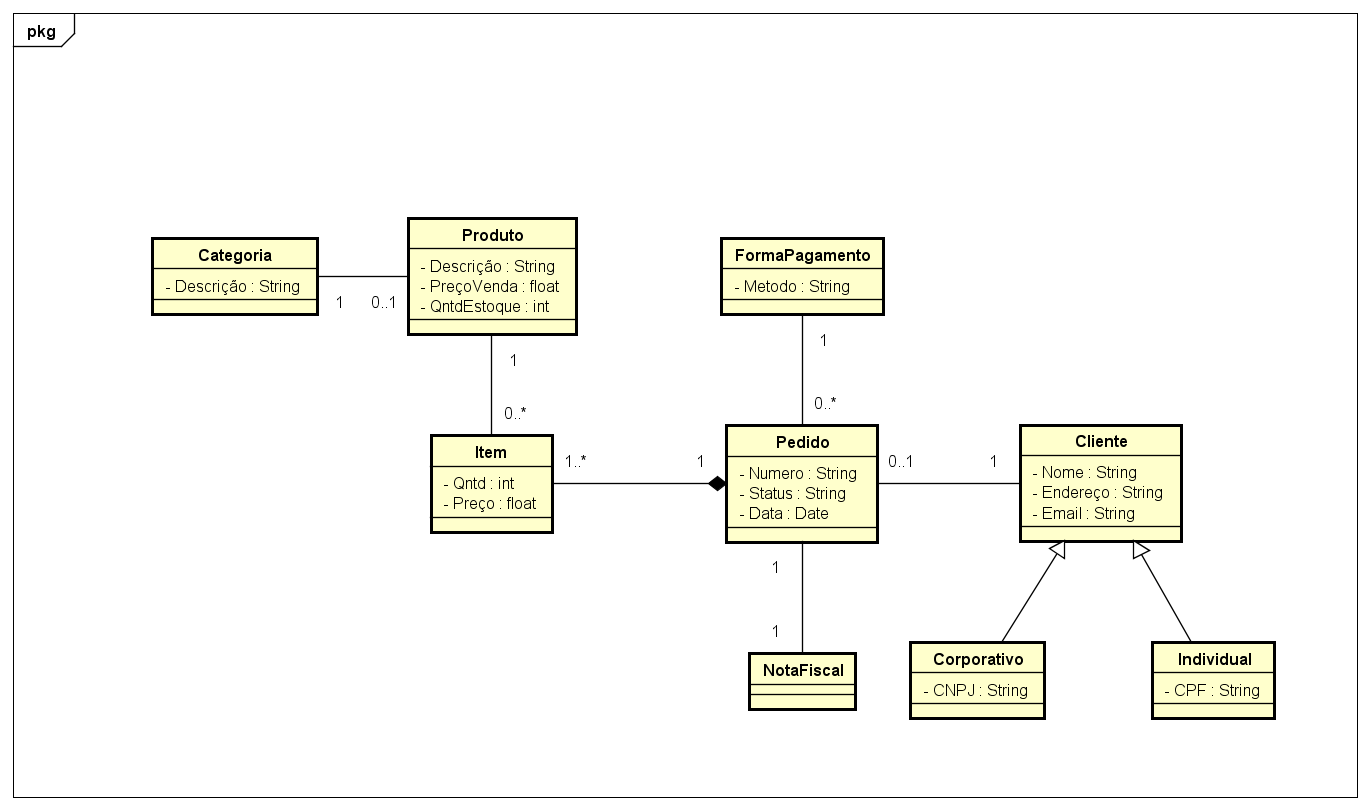 pkg
Categoria
- Descrição : String
1
0..1
Produto
- Descrição : String
- PreçoVenda : float
- QntdEstoque : int
1
0..*
FormaPagamento
- Metodo : String
1
0..*
Item
- Qntd : int
- Preço : float
1..*
1
Pedido
- Numero : String
- Status : String
- Data : Date
0..1
1
Cliente
- Nome : String
- Endereço : String
- Email : String
1
1
NotaFiscal
Corporativo
- CNPJ : String
Individual
- CPF : String